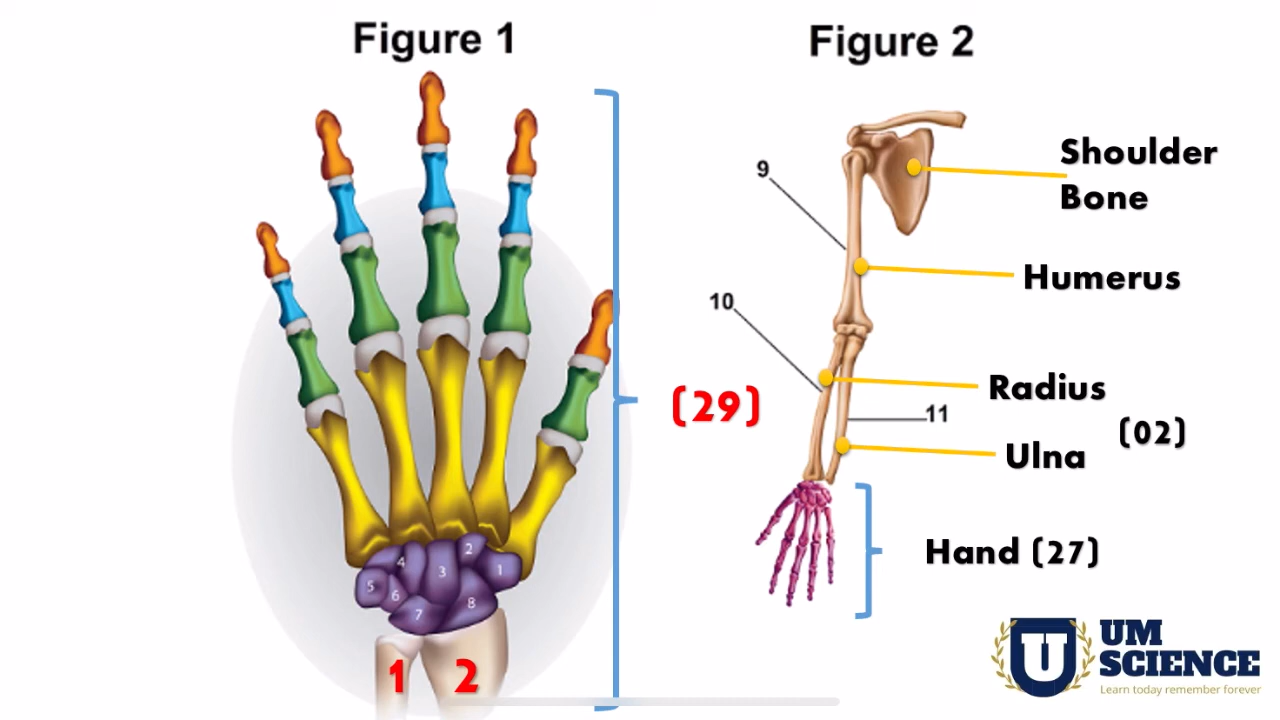 Figure 1
Figure 2
Shoulder
Bone
9
Humerus
10
Radius
(29)
11
(02)
Ulna
Hand (27)
4
2
3
1
5
6
8
7
1
2
UM
SCIENCE
Learn today remember forever